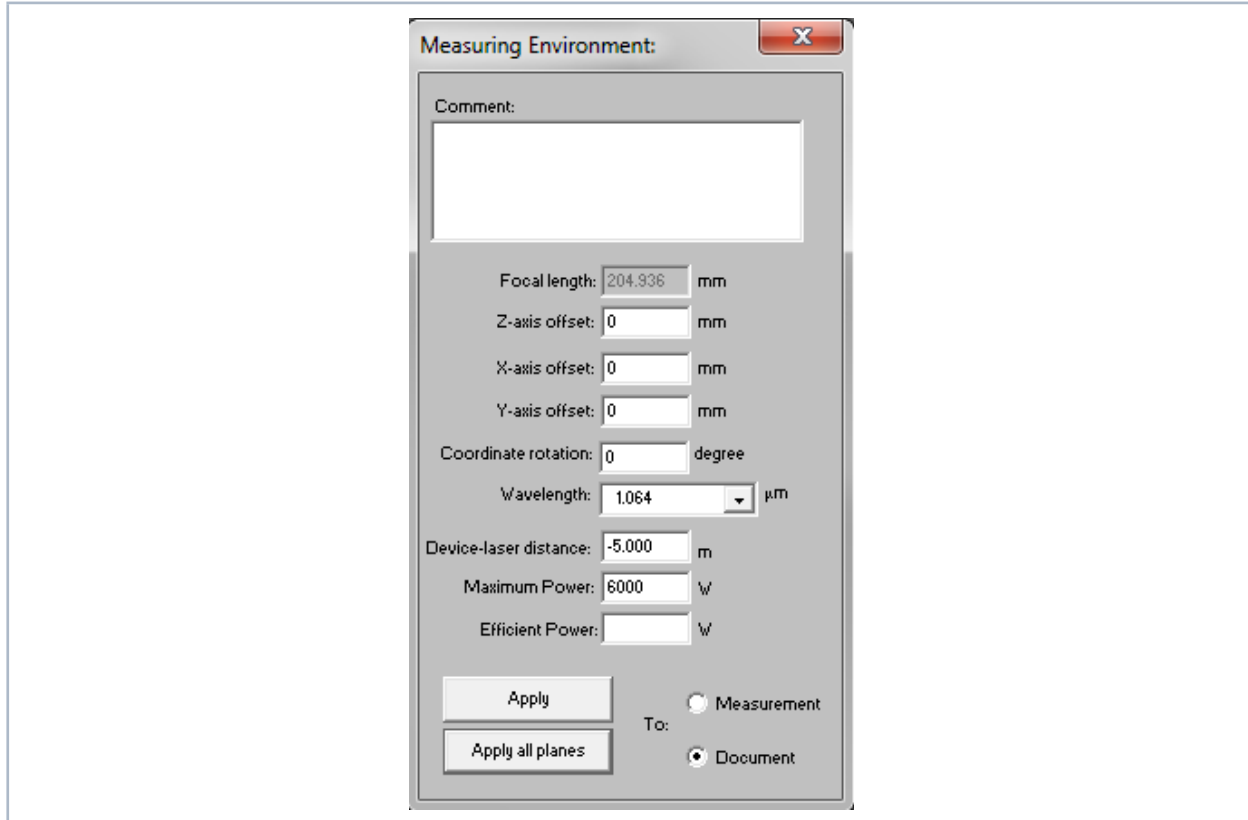 Measuring Environment:
Comment:
Focal length: 204.936 mm
Z-axis offset: 0 mm
X-axis offset: 0 mm
Y-axis offset: 0 mm
Coordinate rotation: 0 degree
Wavelength: 1.064 μm
Device-laser distance: -5.000 m
Maximum Power: 6000 W
Efficient Power: W
Apply
To:
Measurement
Apply all planes
Document